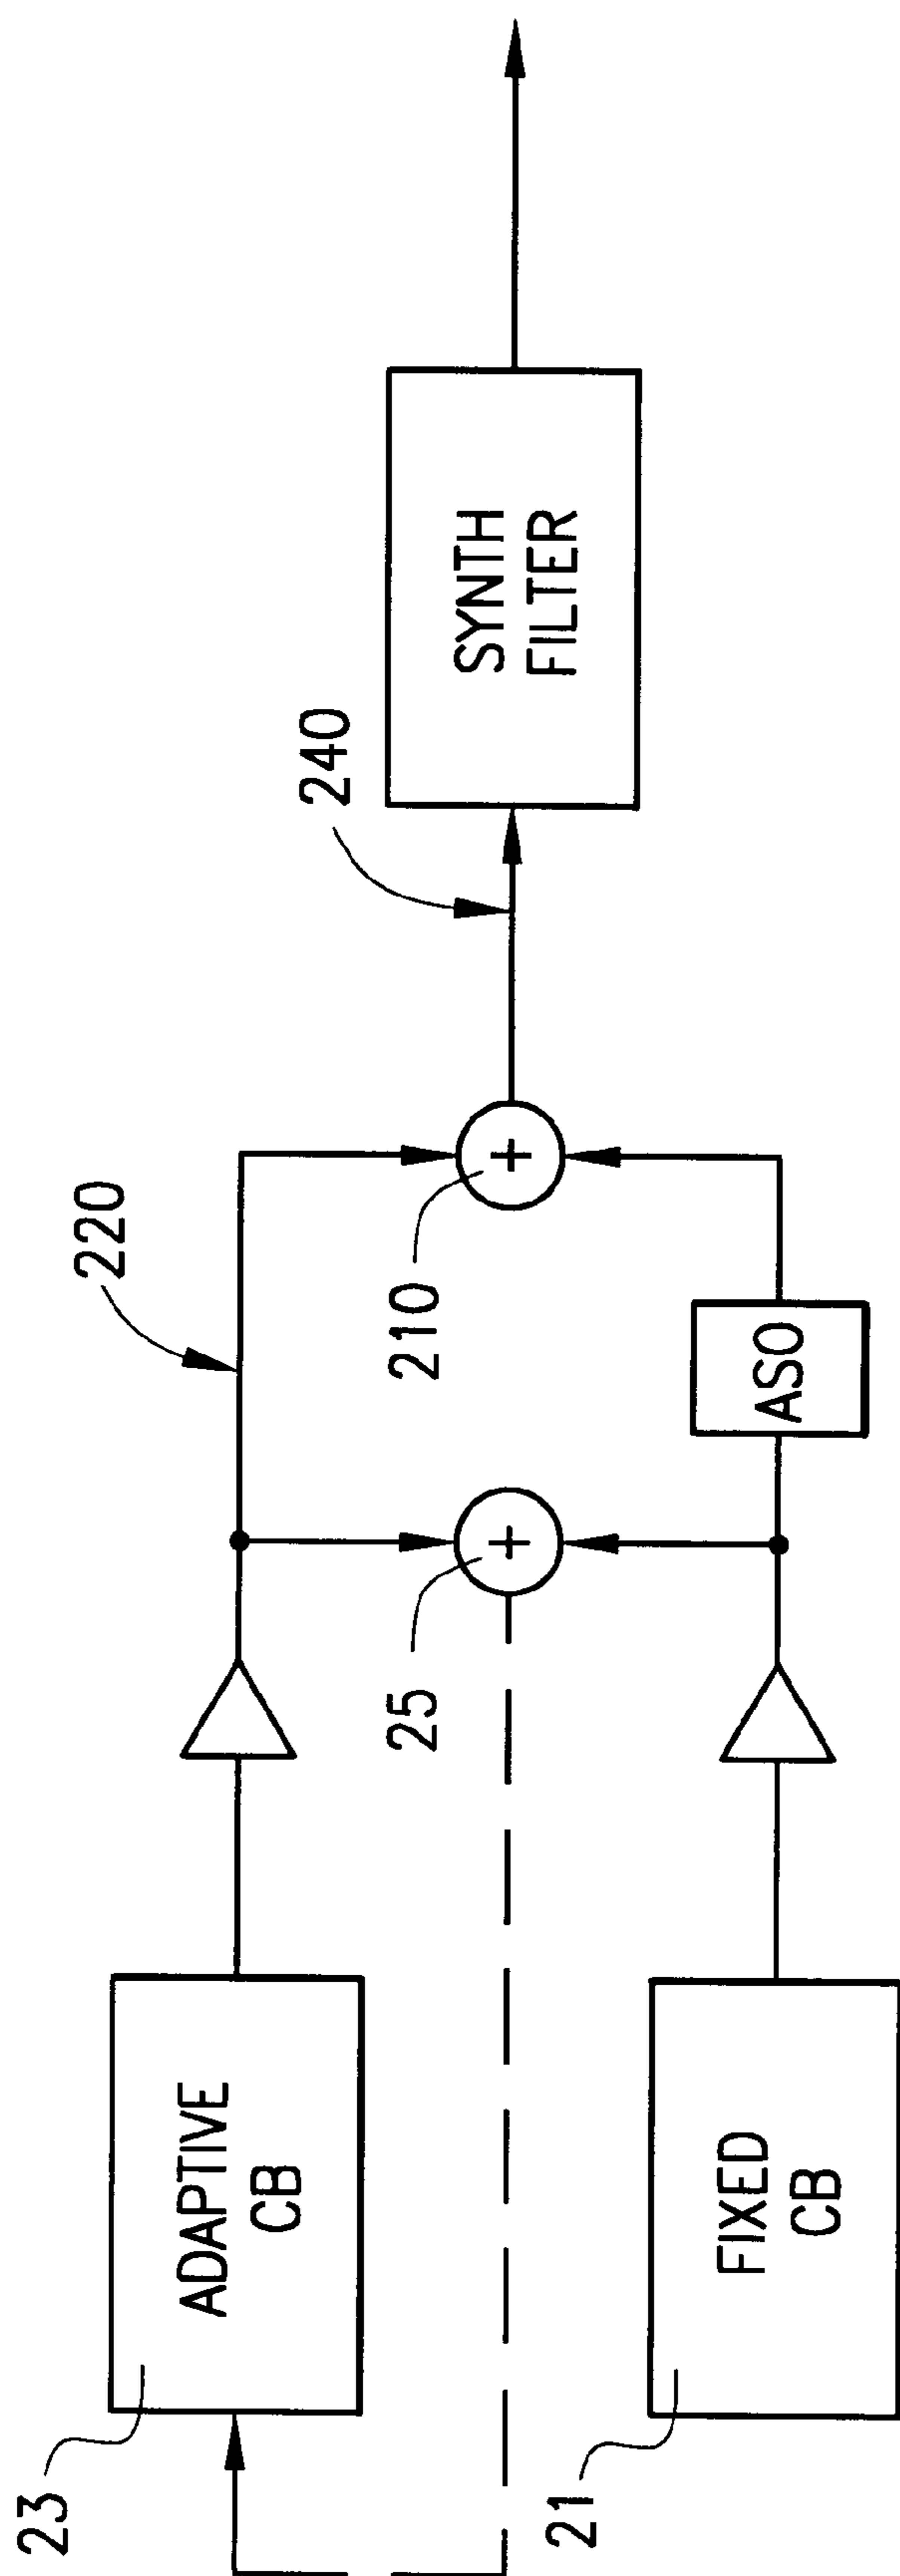 23
ADAPTIVE
CB
220
25
210
240
SYNTH
FILTER
21
FIXED
CB
ASO
+
+